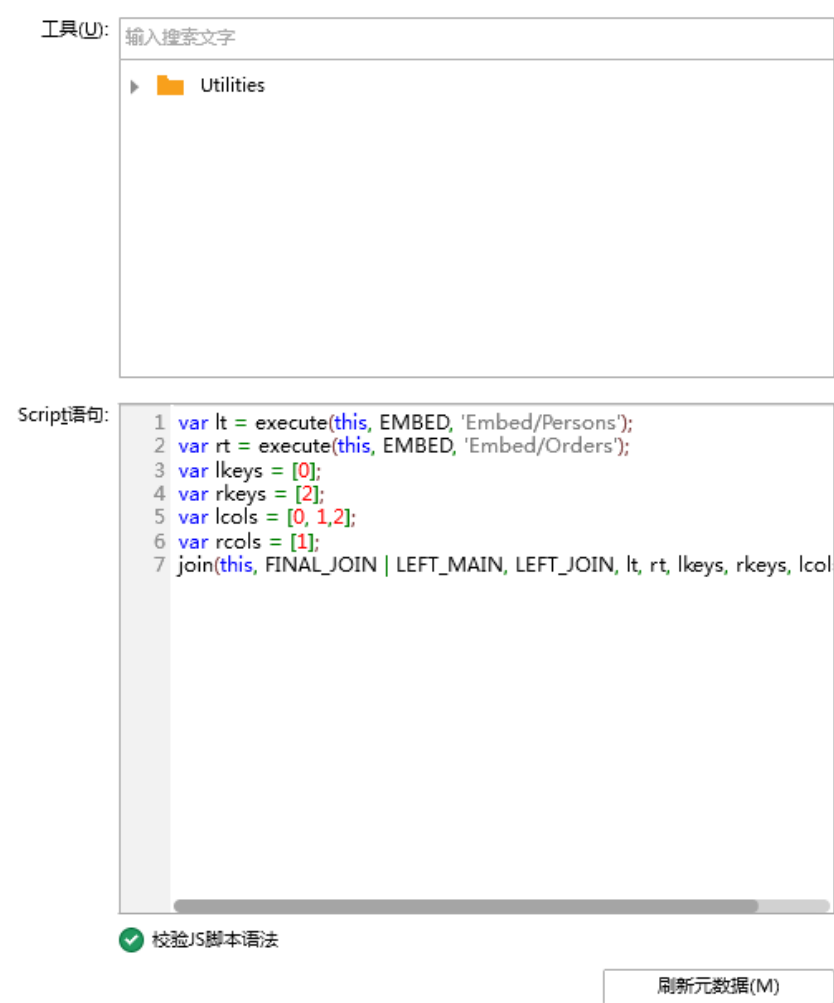 工具(U):
输入搜索文字
Utilities
Script语句:
1 var lt = execute(this, EMBED, 'Embed/Persons');
2 var rt = execute(this, EMBED, 'Embed/Orders');
3 var lkeys = [0];
4 var rkeys = [2];
5 var lcols = [0, 1,2];
6 var rcols = [1];
7 join(this, FINAL_JOIN | LEFT_MAIN, LEFT_JOIN, lt, rt, lkeys, rkeys, lcol
校验JS脚本语法
刷新元数据(M)